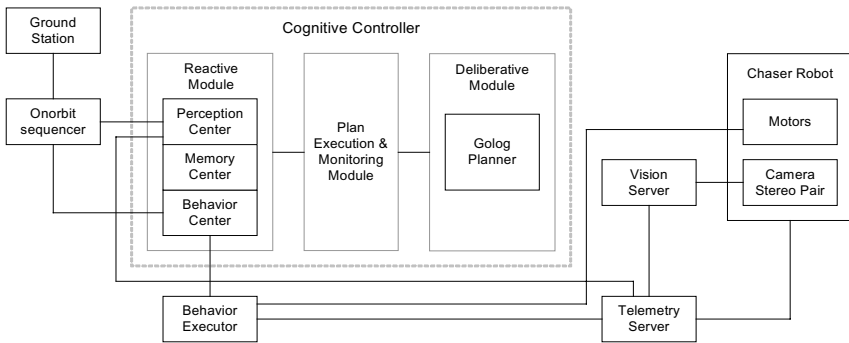 Ground
Station
Onorbit
sequencer
Cognitive Controller
Reactive
Module
Perception
Center
Memory
Center
Behavior
Center
Plan
Execution &
Monitoring
Module
Deliberative
Module
Golog
Planner
Chaser Robot
Motors
Camera
Stereo Pair
Vision
Server
Behavior
Executor
Telemetry
Server